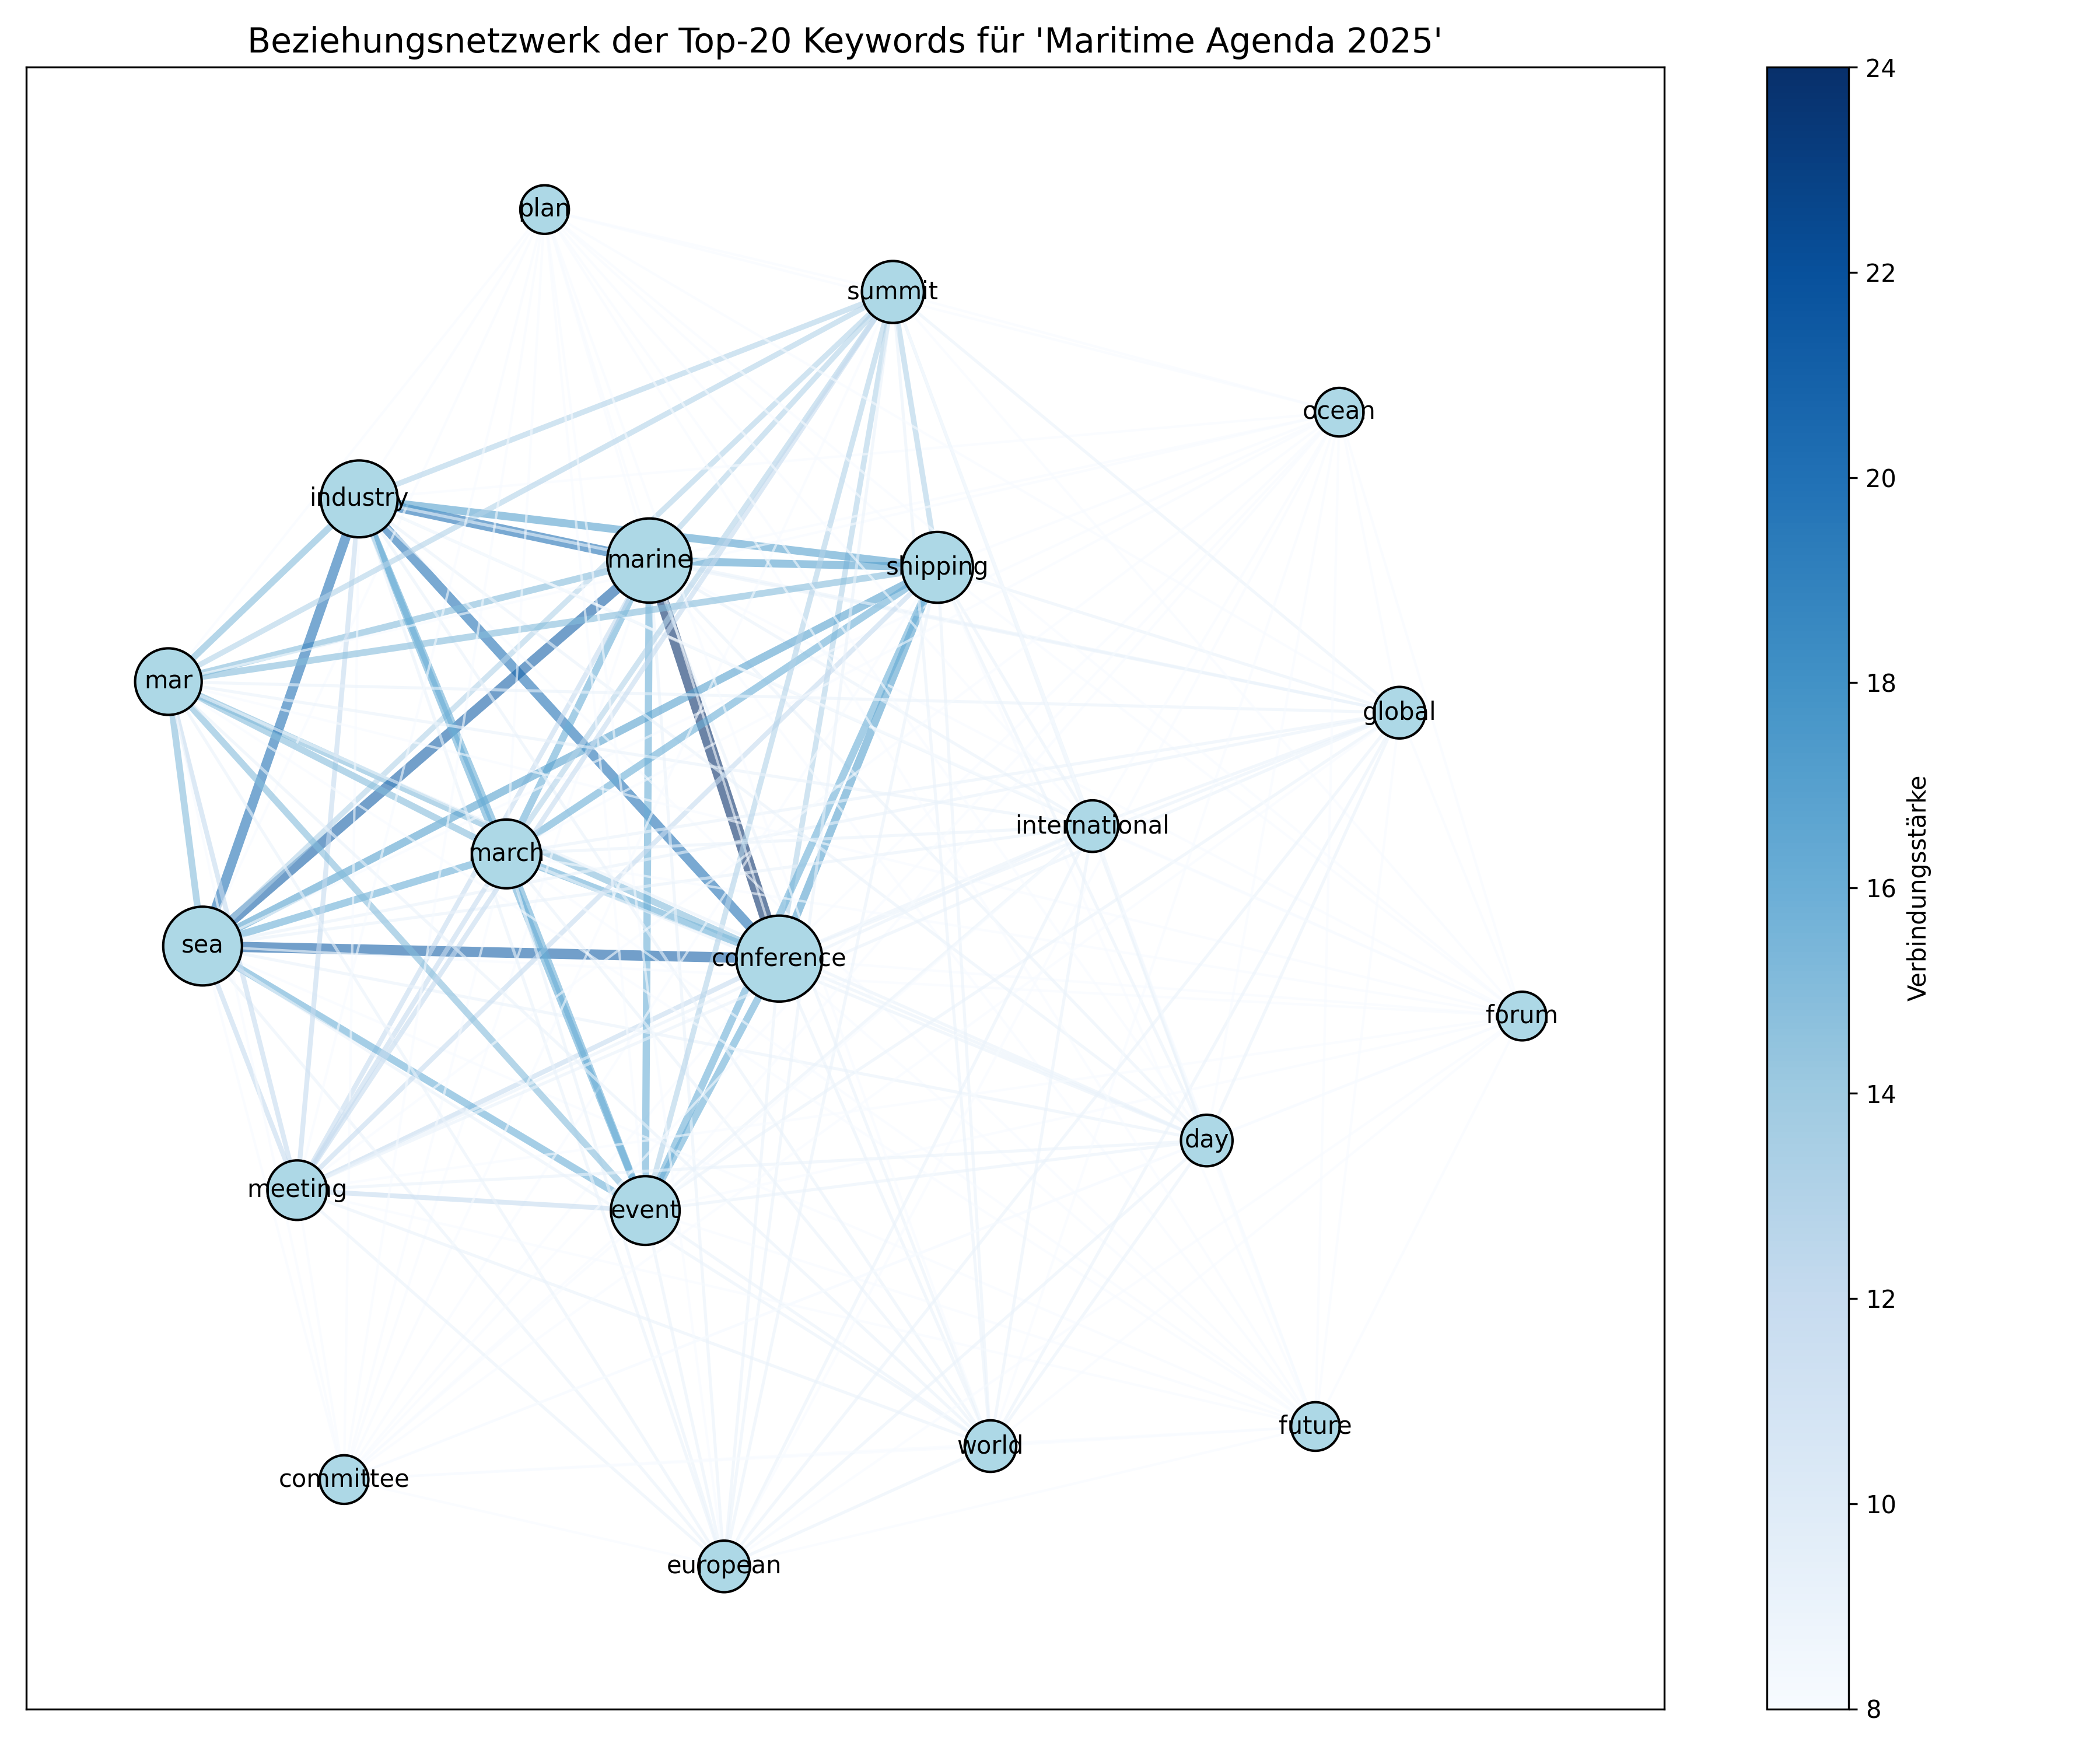 Beziehungsnetzwerk der Top-20 Keywords für 'Maritime Agenda 2025'
plan
summit
ocean
industry
marine
shipping
mar
global
international
march
sea
conference
forum
day
meeting
event
future
world
committee
european
24
22
20
18
16
14
12
10
8
Verbindungsstärke